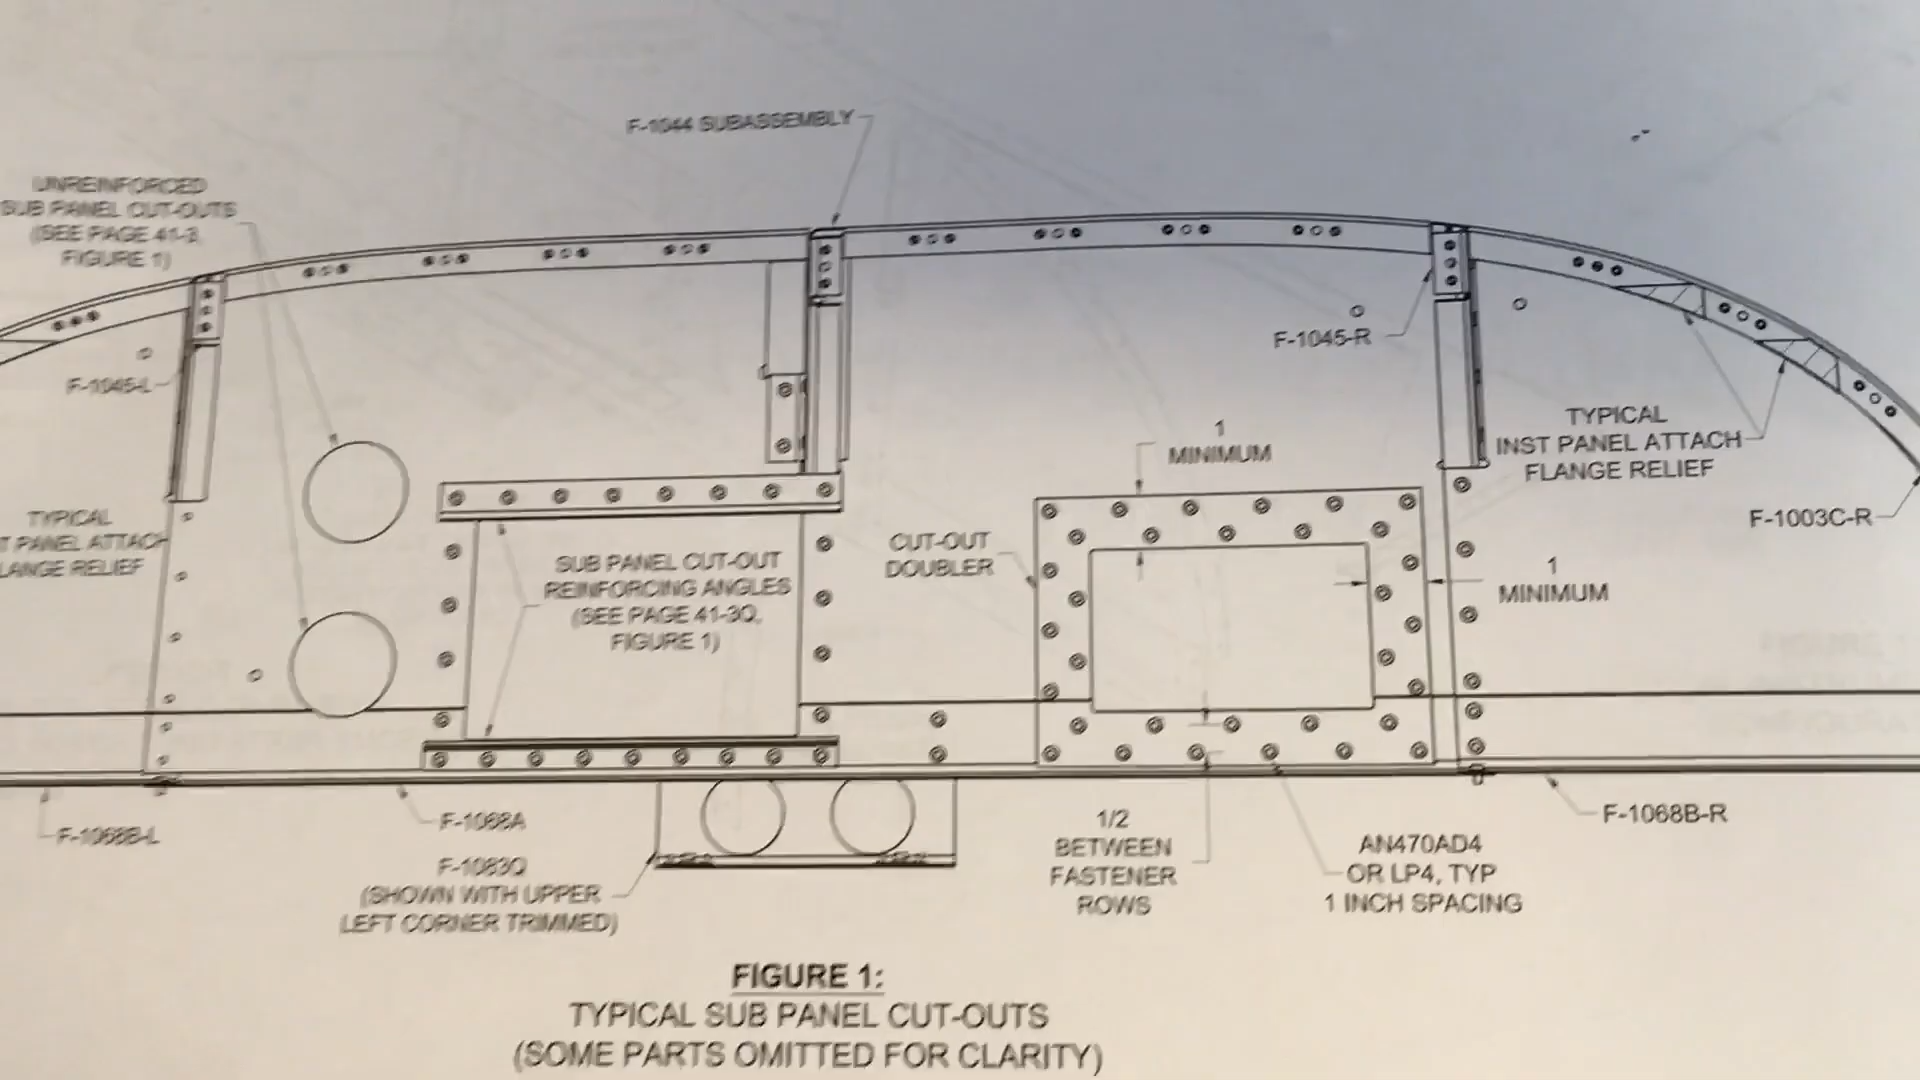 F-1044 SUBASSEMBLY
UNREINFORCED
SUB PANEL CUT-OUTS
(SEE PAGE 41-3,
FIGURE 1)
F-1045-L
F-1045-R
TYPICAL
INST PANEL ATTACH
FLANGE RELIEF
F-1003C-R
1
MINIMUM
TYPICAL
T PANEL ATTACH
LANGE RELIEF
SUB PANEL CUT-OUT
REINFORCING ANGLES
(SEE PAGE 41-3Q,
FIGURE 1)
CUT-OUT
DOUBLER
1
MINIMUM
F-1068B-L
F-1068A
F-1083Q
(SHOWN WITH UPPER
LEFT CORNER TRIMMED)
1/2
BETWEEN
FASTENER
ROWS
AN470AD4
OR LP4, TYP
1 INCH SPACING
F-1068B-R
FIGURE 1:
TYPICAL SUB PANEL CUT-OUTS
(SOME PARTS OMITTED FOR CLARITY)